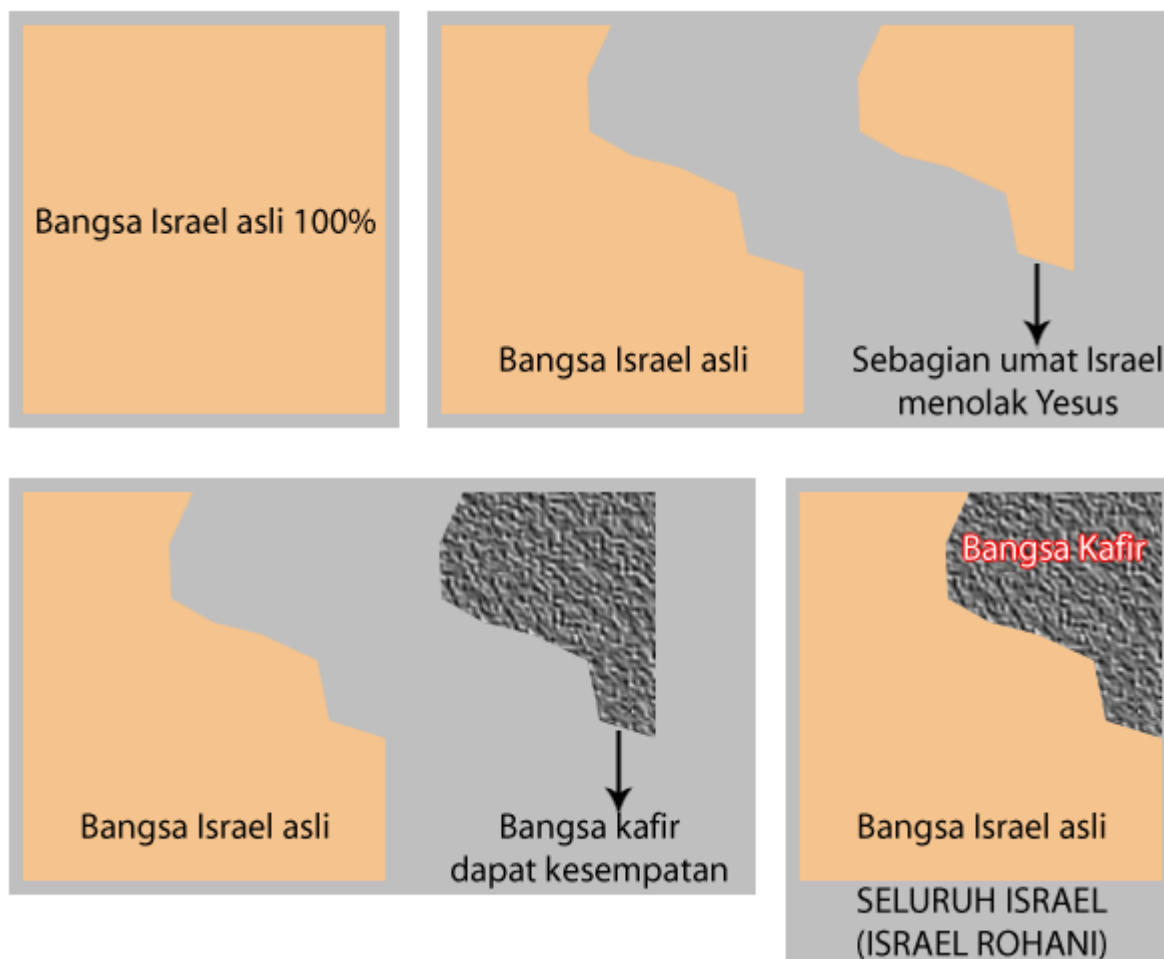 Bangsa Israel asli 100%
Bangsa Israel asli
Sebagian umat Israel
menolak Yesus
Bangsa Israel asli
Bangsa kafir
dapat kesempatan
Bangsa Kafir
Bangsa Israel asli
SELURUH ISRAEL
(ISRAEL ROHANI)